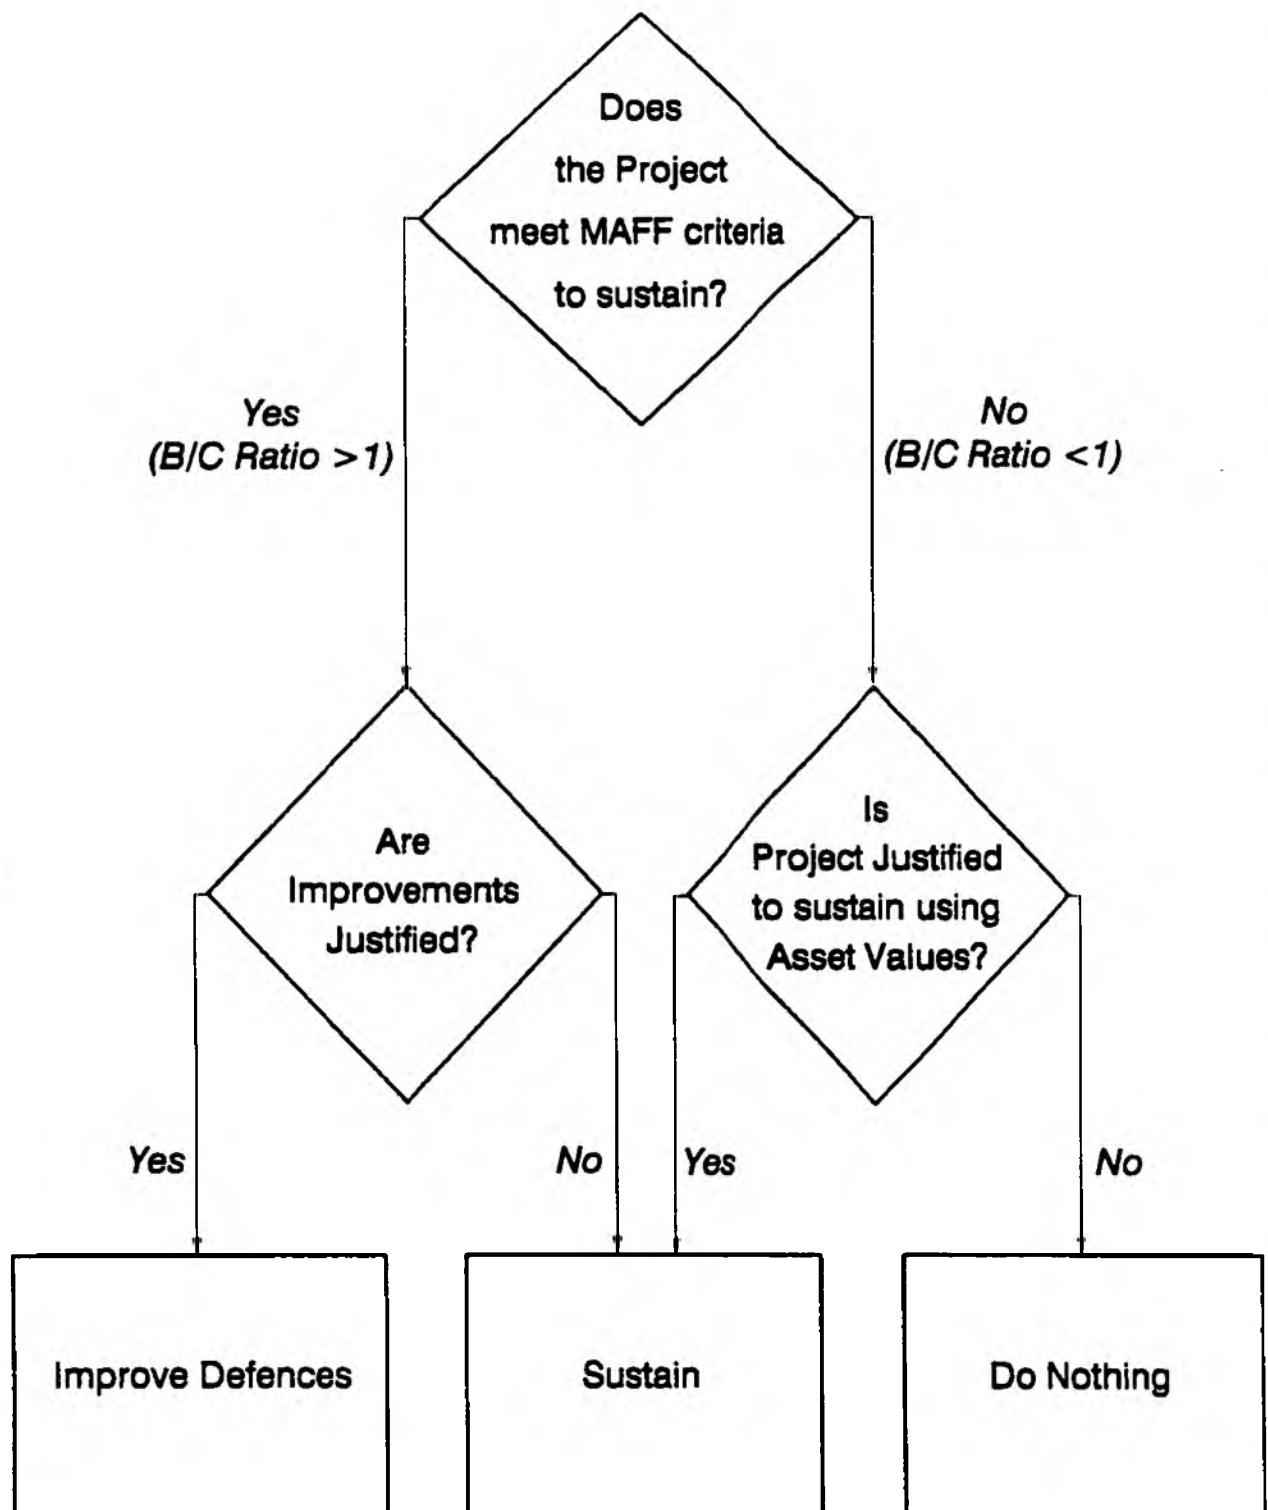 Does
the Project
meet MAFF criteria
to sustain?
Yes
(B/C Ratio >1)
No
(B/C Ratio <1)
Are
Improvements
Justified?
Is
Project Justified
to sustain using
Asset Values?
Yes
No
Yes
No
Improve Defences
Sustain
Do Nothing